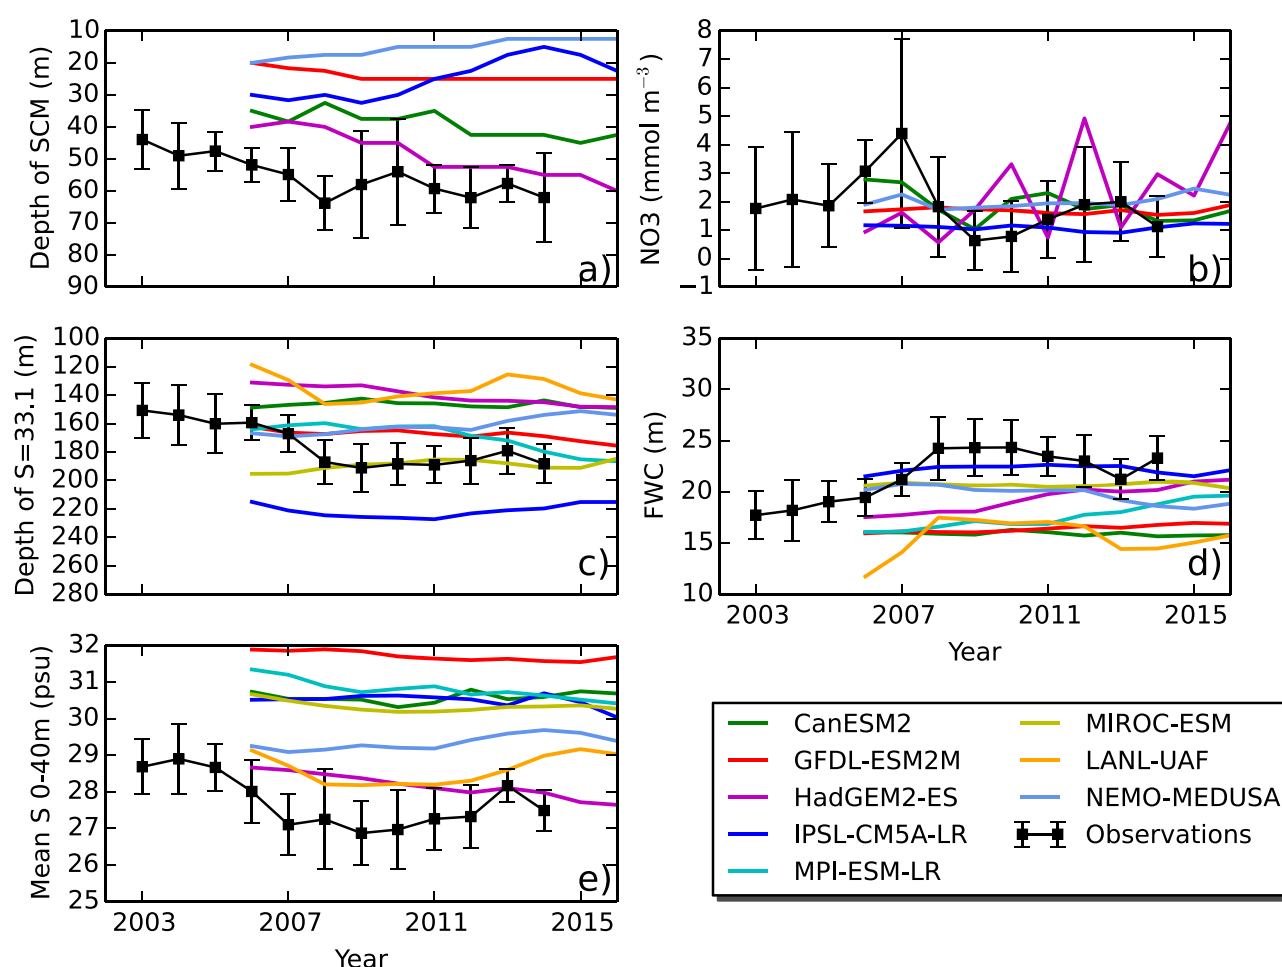 10
20
30
40
50
60
70
80
90
Depth of SCM (m)
a)
8
7
6
5
4
3
2
1
0
−1
NO3 (mmol m⁻³)
b)
100
120
140
160
180
200
220
240
260
280
Depth of S=33.1 (m)
c)
35
30
25
20
15
10
FWC (m)
d)
2003 2007 2011 2015
Year
32
31
30
29
28
27
26
25
Mean S 0-40m (psu)
e)
2003 2007 2011 2015
Year
CanESM2
GFDL-ESM2M
HadGEM2-ES
IPSL-CM5A-LR
MPI-ESM-LR
MIROC-ESM
LANL-UAF
NEMO-MEDUSA
Observations